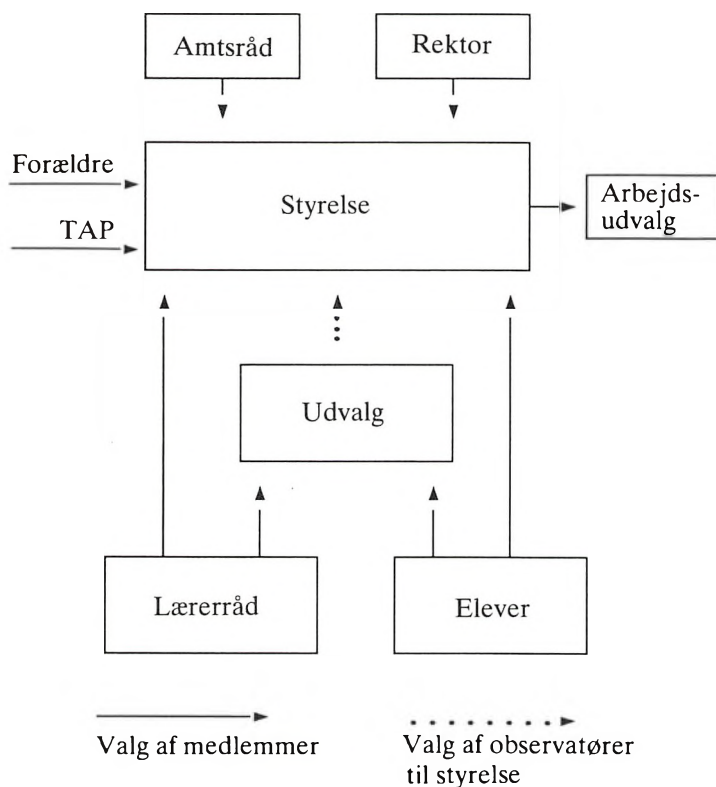 Amtsråd
Rektor
Forældre
TAP
Styrelse
Arbejds-
udvalg
Udvalg
Lærerråd
Elever
Valg af medlemmer
Valg af observatører
til styrelse